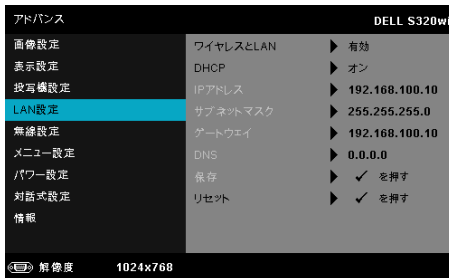 アドバンス DELL S320wi
画像設定 ワイヤレスとLAN 有効
表示設定 DHCP オン
投写機設定 IPアドレス 192.168.100.10
LAN設定 サブネットマスク 255.255.255.0
無線設定 ゲートウェイ 192.168.100.10
メニュー設定 DNS 0.0.0.0
パワー設定 保存 ✓ を押す
対話式設定 リセット ✓ を押す
情報
解像度 1024x768